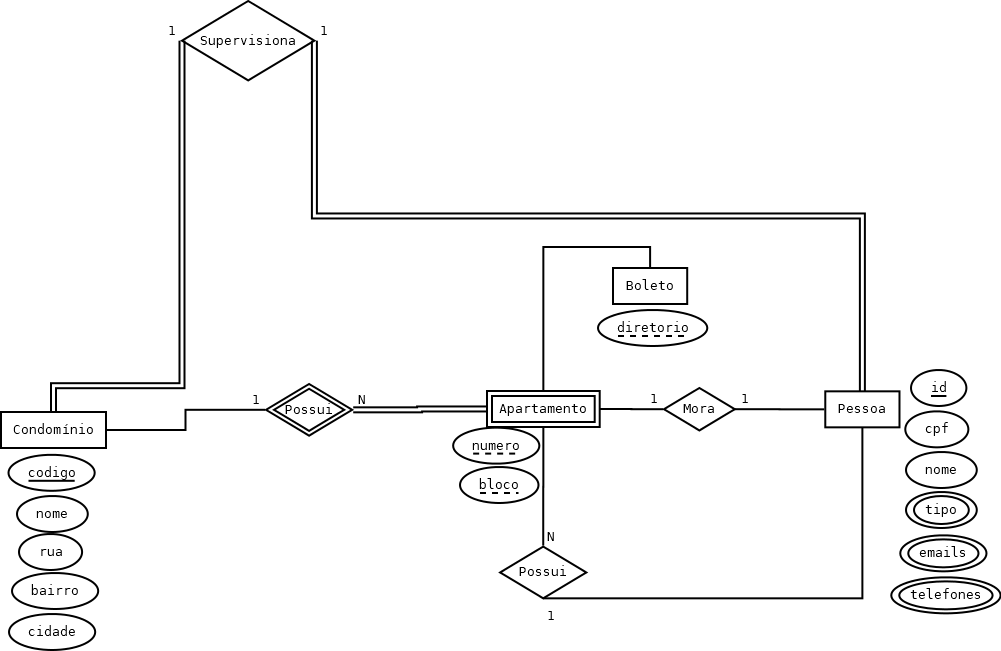 1
1
Supervisiona
Boleto
diretorio
Condomínio
codigo
nome
rua
bairro
cidade
1
Possui
N
Apartamento
numero
bloco
1
Mora
1
Pessoa
id
cpf
nome
tipo
emails
telefones
N
Possui
1